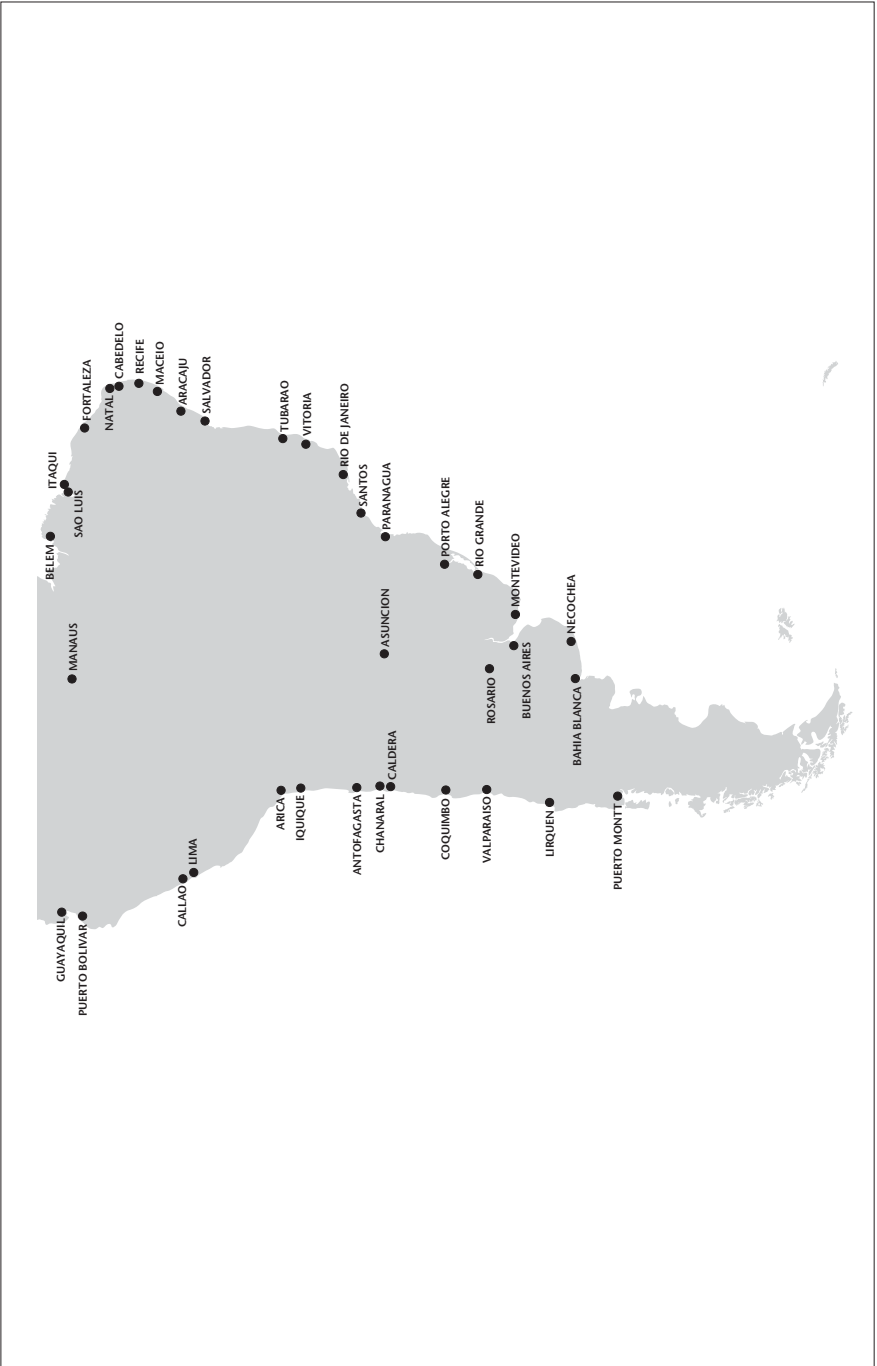 BELEM
ITAQUI
SAO LUIS
FORTALEZA
NATAL
CABEDELO
RECIFE
MACEIO
ARACAJU
SALVADOR
TUBARAO
VITORIA
RIO DE JANEIRO
SANTOS
PARANAGUA
PORTO ALEGRE
RIO GRANDE
MONTEVIDEO
BUENOS AIRES
NECOCHEA
BAHIA BLANCA
ROSARIO
ASUNCION
MANAUS
GUAYAQUIL
PUERTO BOLIVAR
CALLAO
LIMA
ARICA
IQUIQUE
ANTOFAGASTA
CHANARAL
CALDERA
COQUIMBO
VALPARAISO
LIRQUEN
PUERTO MONTT